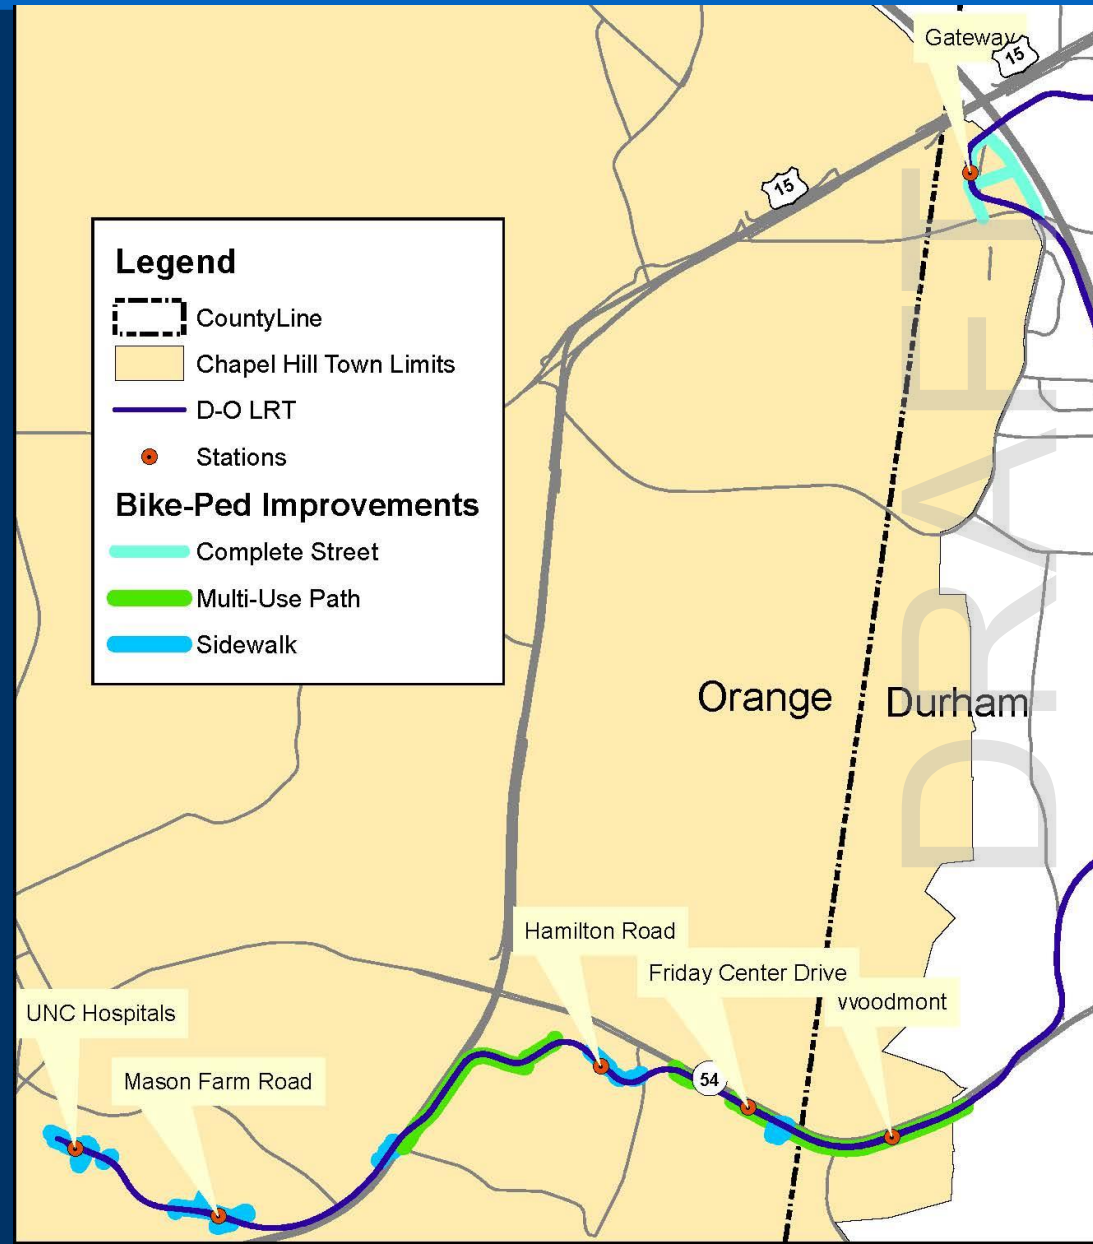 Gateway
15
15
Legend
CountyLine
Chapel Hill Town Limits
D-O LRT
Stations
Bike-Ped Improvements
Complete Street
Multi-Use Path
Sidewalk
DRAFT
Orange
Durham
Hamilton Road
Friday Center Drive
Woodmont
UNC Hospitals
Mason Farm Road
54